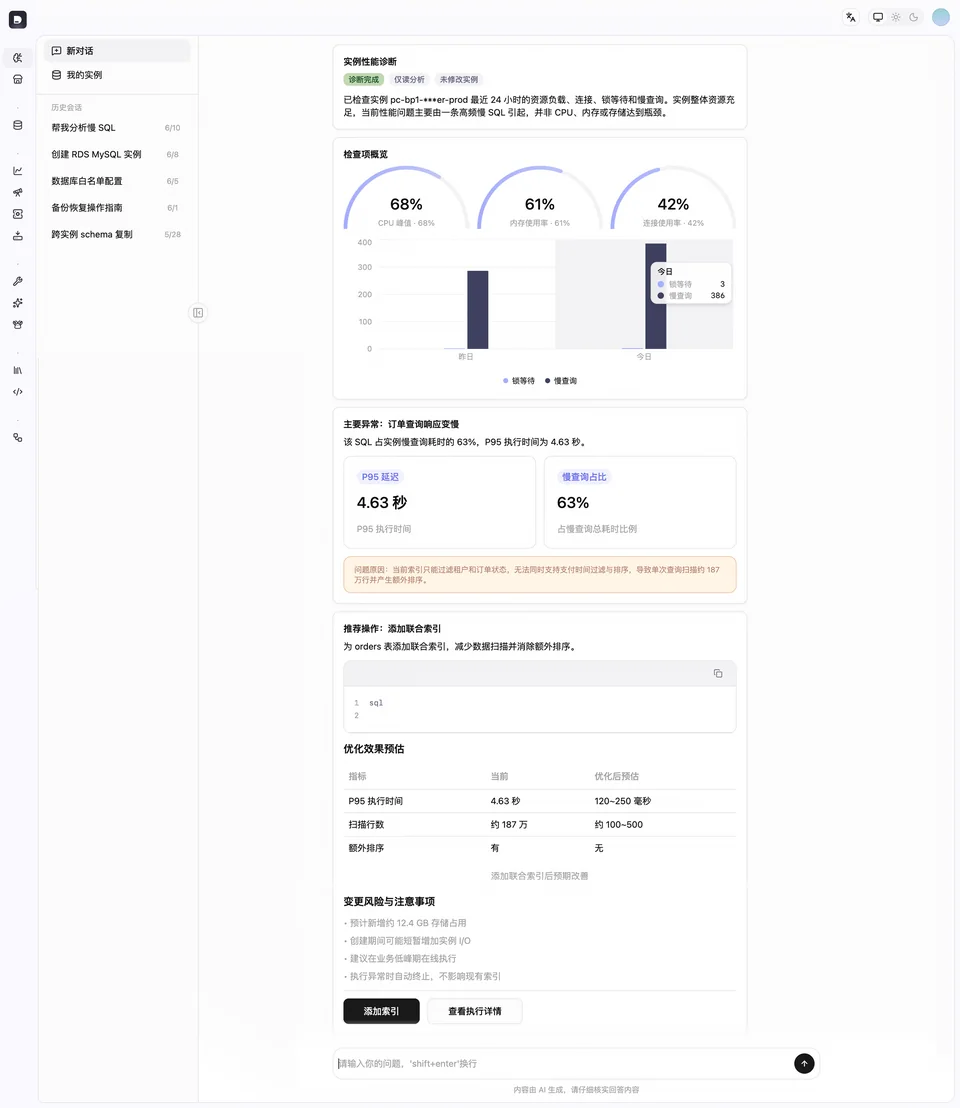 新对话
我的实例
历史会话
帮我分析慢 SQL 6/10
创建 RDS MySQL 实例 6/8
数据库白名单配置 6/5
备份恢复操作指南 6/1
跨实例 schema 复制 5/28
实例性能诊断
诊断完成 仅读分析 未修改实例
已检查实例 pc-bp1-***er-prod 最近 24 小时的资源负载、连接、锁等待和慢查询。实例整体资源充
足，当前性能问题主要由一条高频慢 SQL 引起，并非 CPU、内存或存储达到瓶颈。
检查项概览
68% 61% 42%
CPU 峰值 · 68% 内存使用率 · 61% 连接使用率 · 42%
400
300
200
100
0
昨日 今日
今日
锁等待 3
慢查询 386
锁等待 慢查询
主要异常：订单查询响应变慢
该 SQL 占实例慢查询耗时的 63%，P95 执行时间为 4.63 秒。
P95 延迟
4.63 秒
P95 执行时间
慢查询占比
63%
占慢查询总耗时比例
问题原因：当前索引只能过滤租户和订单状态，无法同时支持支付时间过滤与排序，导致单次查询扫描约 187
万行并产生额外排序。
推荐操作：添加联合索引
为 orders 表添加联合索引，减少数据扫描并消除额外排序。
1 sql
2
优化效果预估
指标 当前 优化后预估
P95 执行时间 4.63 秒 120~250 毫秒
扫描行数 约 187 万 约 100~500
额外排序 有 无
添加联合索引后预期改善
变更风险与注意事项
• 预计新增约 12.4 GB 存储占用
• 创建期间可能短暂增加实例 I/O
• 建议在业务低峰期在线执行
• 执行异常时自动终止，不影响现有索引
添加索引 查看执行详情
请输入你的问题，'shift+enter'换行
内容由 AI 生成，请仔细核实回答内容